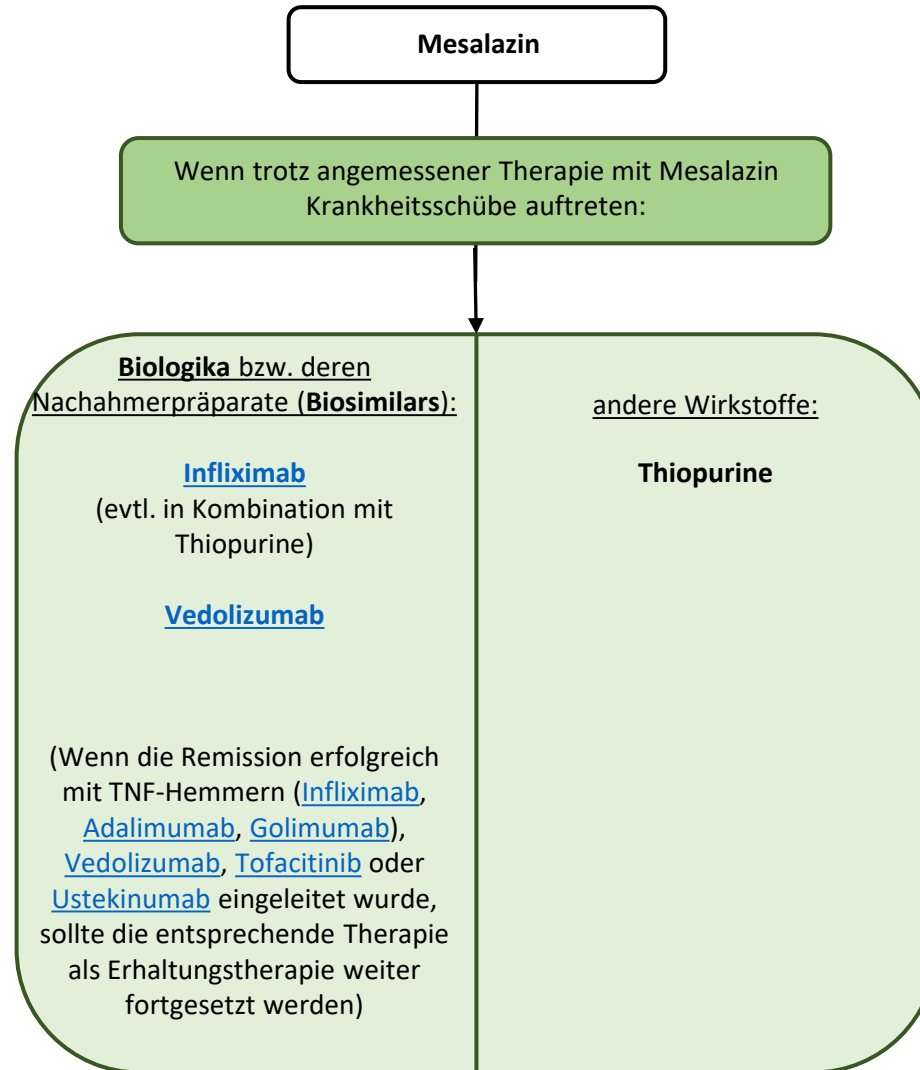 Mesalazin
Wenn trotz angemessener Therapie mit Mesalazin
Krankheitsschübe auftreten:
Biologika bzw. deren
Nachahmerpräparate (Biosimilars):
Infliximab
(evtl. in Kombination mit
Thiopurine)
Vedolizumab
(Wenn die Remission erfolgreich
mit TNF-Hemmern (Infliximab,
Adalimumab, Golimumab),
Vedolizumab, Tofacitinib oder
Ustekinumab eingeleitet wurde,
sollte die entsprechende Therapie
als Erhaltungstherapie weiter
fortgesetzt werden)
andere Wirkstoffe:
Thiopurine